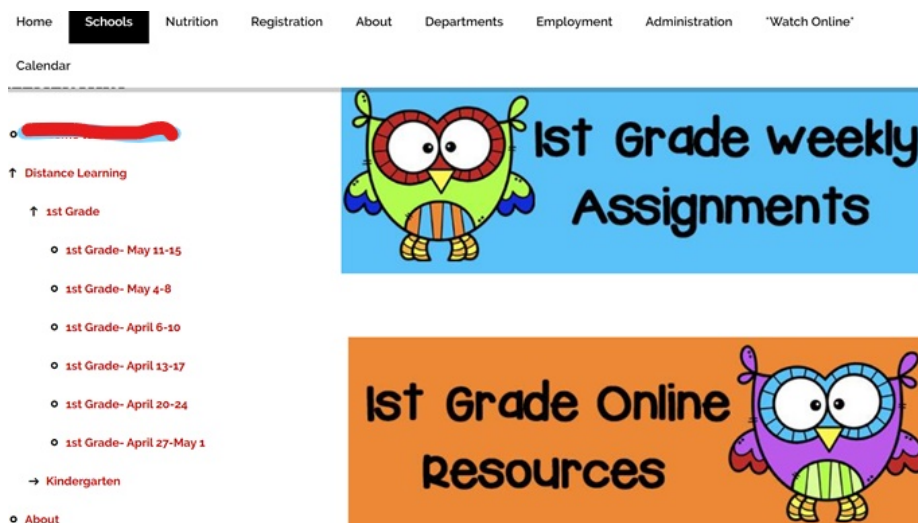 Home Schools Nutrition Registration About Departments Employment Administration "Watch Online"
Calendar
Distance Learning
1st Grade
1st Grade- May 11-15
1st Grade- May 4-8
1st Grade- April 6-10
1st Grade- April 13-17
1st Grade- April 20-24
1st Grade- April 27-May 1
Kindergarten
About
1st Grade Weekly
Assignments
1st Grade Online
Resources